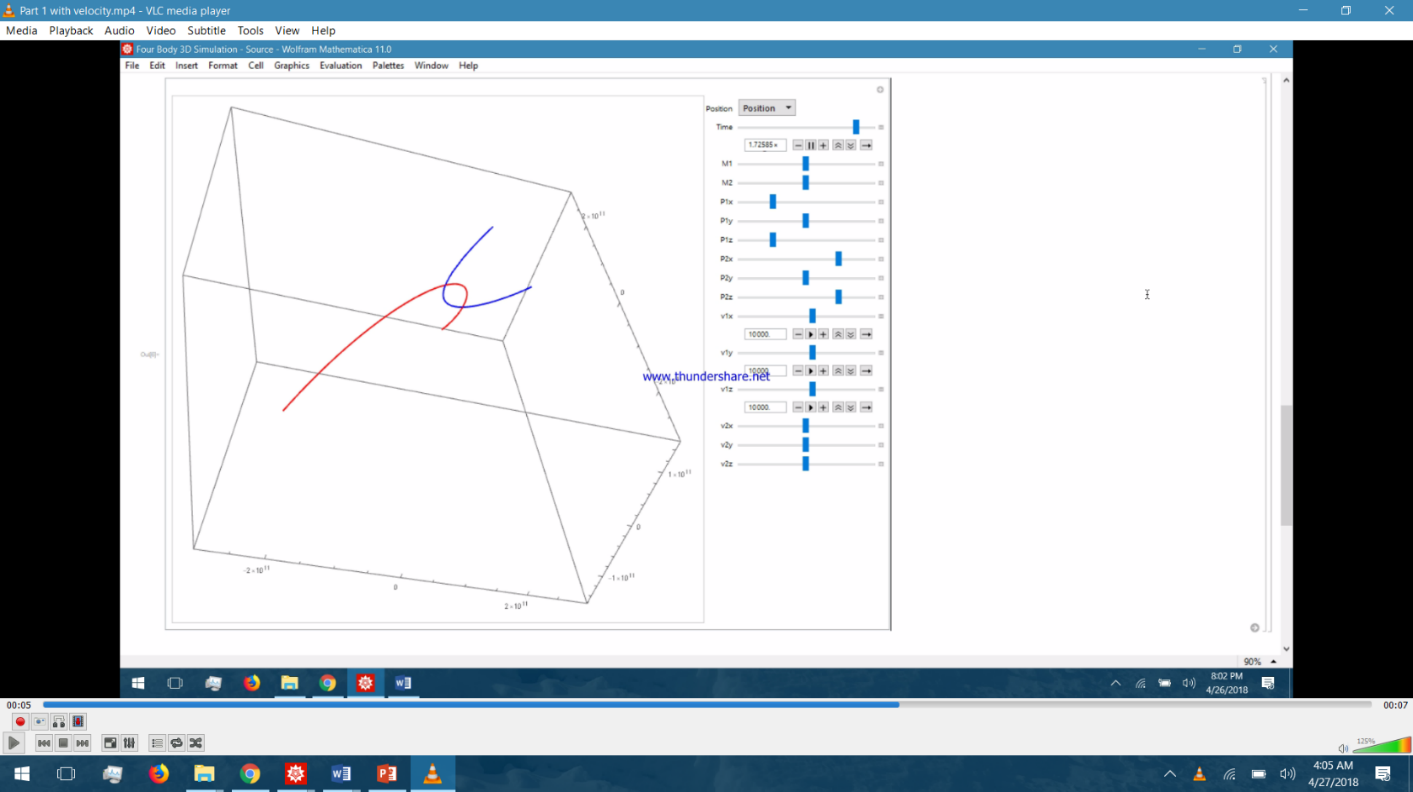 Part 1 with velocity.mp4 - VLC media player
Media Playback Audio Video Subtitle Tools View Help
Four Body 3D Simulation - Source - Wolfram Mathematica 11.0
File Edit Insert Format Cell Graphics Evaluation Palettes Window Help
Position Position
Time
M1
M2
P1x
P1y
P1z
P2x
P2y
P2z
v1x
10000.
v1y
10000.
v1z
10000.
v2x
v2y
v2z
2×10¹¹
0
1×10¹¹
0
-1×10¹¹
-2×10¹¹
0
2×10¹¹
www.thundershare.net
90%
8:02 PM
4/26/2018
00:05
00:07
125%
4:05 AM
4/27/2018